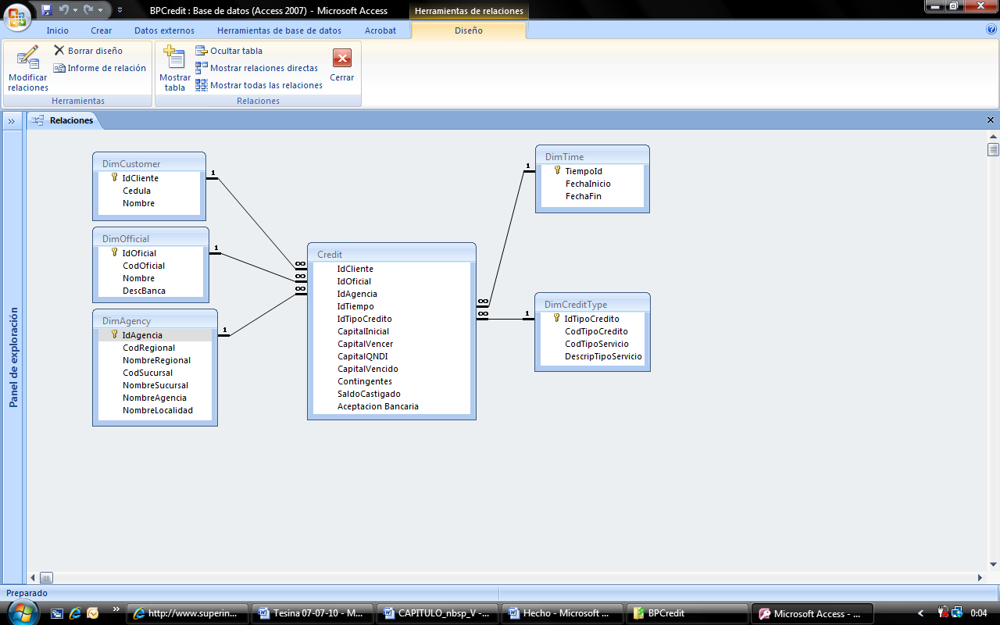 BPCredit : Base de datos (Access 2007) - Microsoft Access
Herramientas de relaciones
Inicio
Crear
Datos externos
Herramientas de base de datos
Acrobat
Diseño
Modificar relaciones
Borrar diseño
Informe de relación
Herramientas
Mostrar tabla
Ocultar tabla
Mostrar relaciones directas
Mostrar todas las relaciones
Cerrar
Relaciones
»
Relaciones
Panel de exploración
DimCustomer
IdCliente
Cedula
Nombre
1
DimOfficial
IdOficial
CodOficial
Nombre
DescBanca
1
DimAgency
IdAgencia
CodRegional
NombreRegional
CodSucursal
NombreSucursal
NombreAgencia
NombreLocalidad
1
∞
∞
∞
Credit
IdCliente
IdOficial
IdAgencia
IdTiempo
IdTipoCredito
CapitalInicial
CapitalVencer
CapitalQNDI
CapitalVencido
Contingentes
SaldoCastigado
Aceptacion Bancaria
∞
∞
1
DimTime
TiempoId
FechaInicio
FechaFin
1
DimCreditType
IdTipoCredito
CodTipoCredito
CodTipoServicio
DescripTipoServicio
Preparado
»
http://www.superin...
Tesina 07-07-10 - M...
CAPITULO_nbsp_V -...
Hecho - Microsoft ...
BPCredit
Microsoft Access - ...
<
0:04